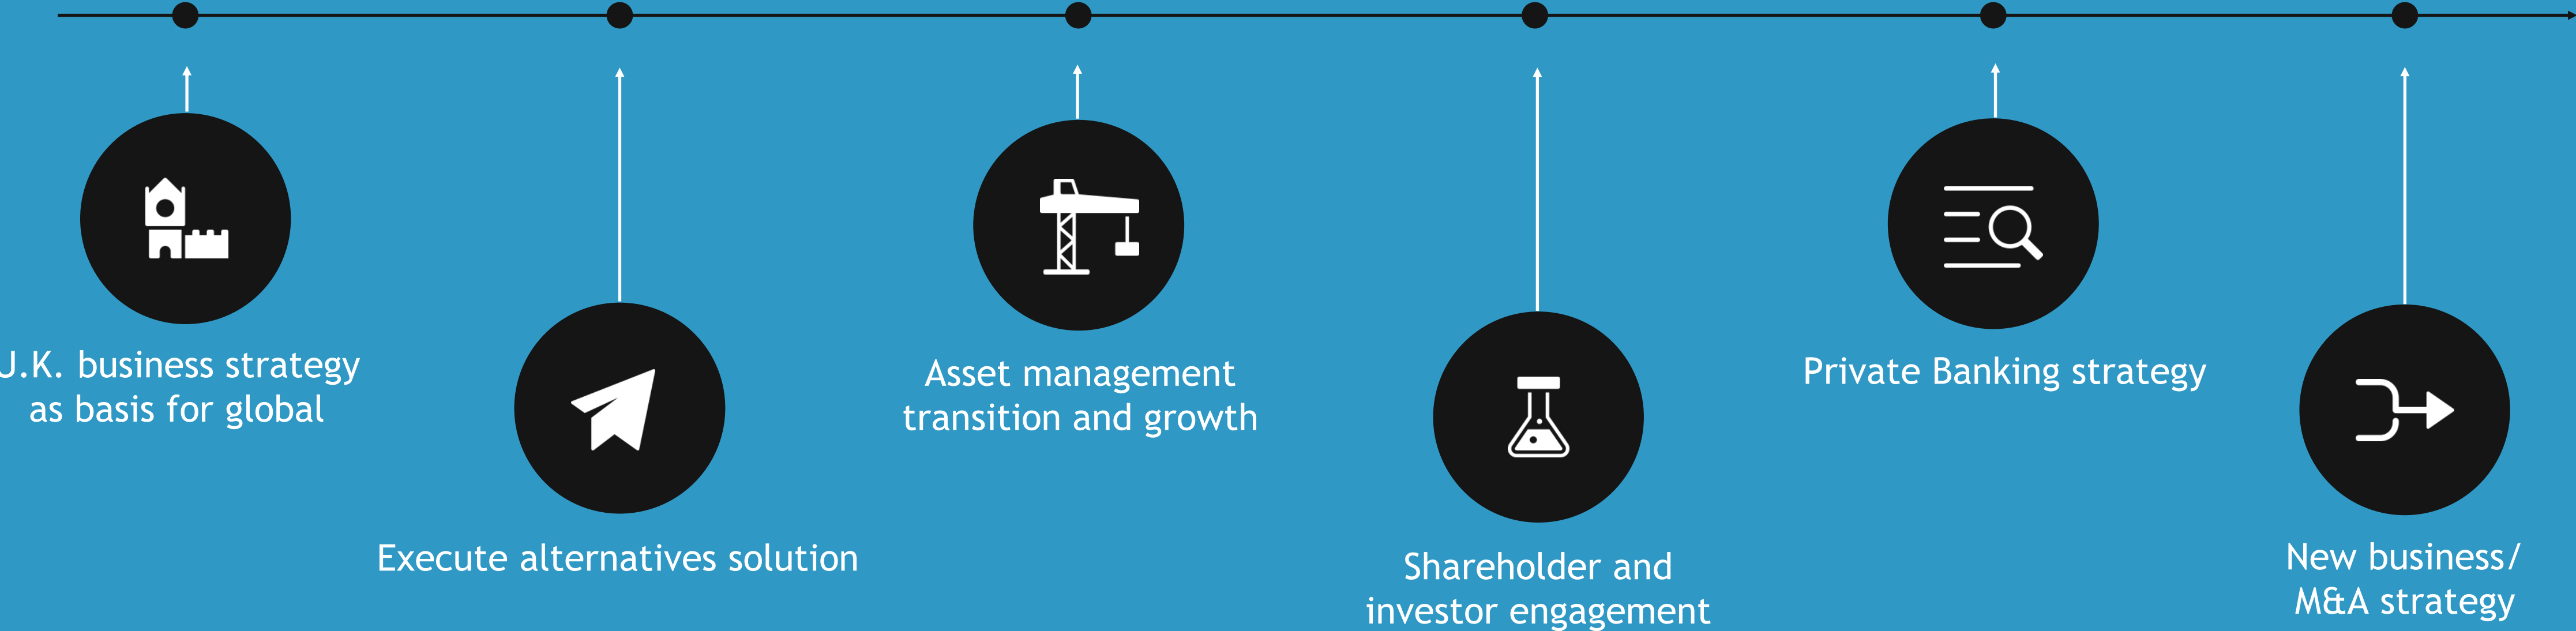 U.K. business strategy
as basis for global
Execute alternatives solution
Asset management
transition and growth
Shareholder and
investor engagement
Private Banking strategy
New business/
M&A strategy